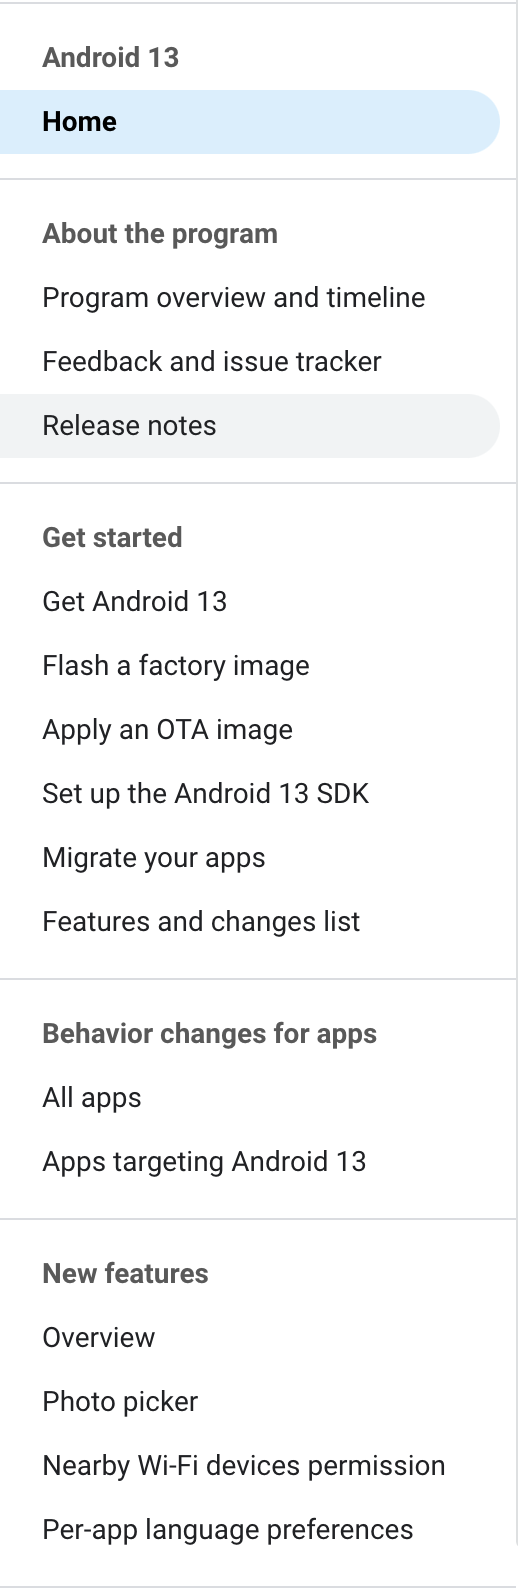 Android 13
Home
About the program
Program overview and timeline
Feedback and issue tracker
Release notes
Get started
Get Android 13
Flash a factory image
Apply an OTA image
Set up the Android 13 SDK
Migrate your apps
Features and changes list
Behavior changes for apps
All apps
Apps targeting Android 13
New features
Overview
Photo picker
Nearby Wi-Fi devices permission
Per-app language preferences